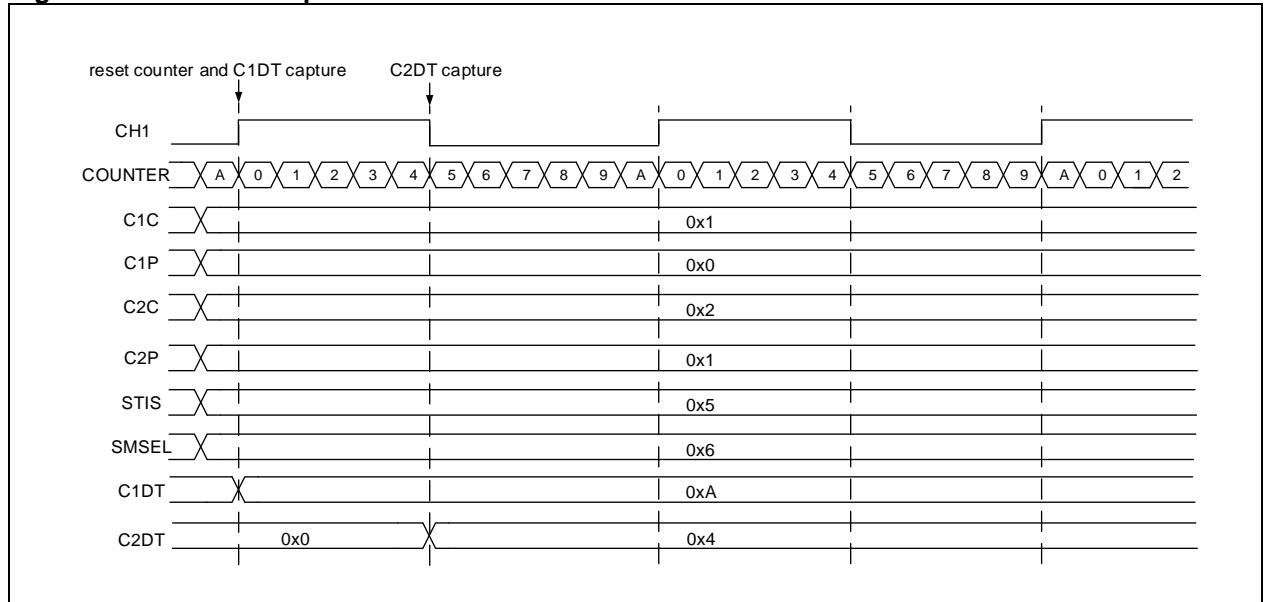 reset counter and C1DT capture C2DT capture
CH1
COUNTER A 0 1 2 3 4 5 6 7 8 9 A 0 1 2 3 4 5 6 7 8 9 A 0 1 2
C1C 0x1
C1P 0x0
C2C 0x2
C2P 0x1
STIS 0x5
SMSEL 0x6
C1DT 0xA
C2DT 0x0 0x4